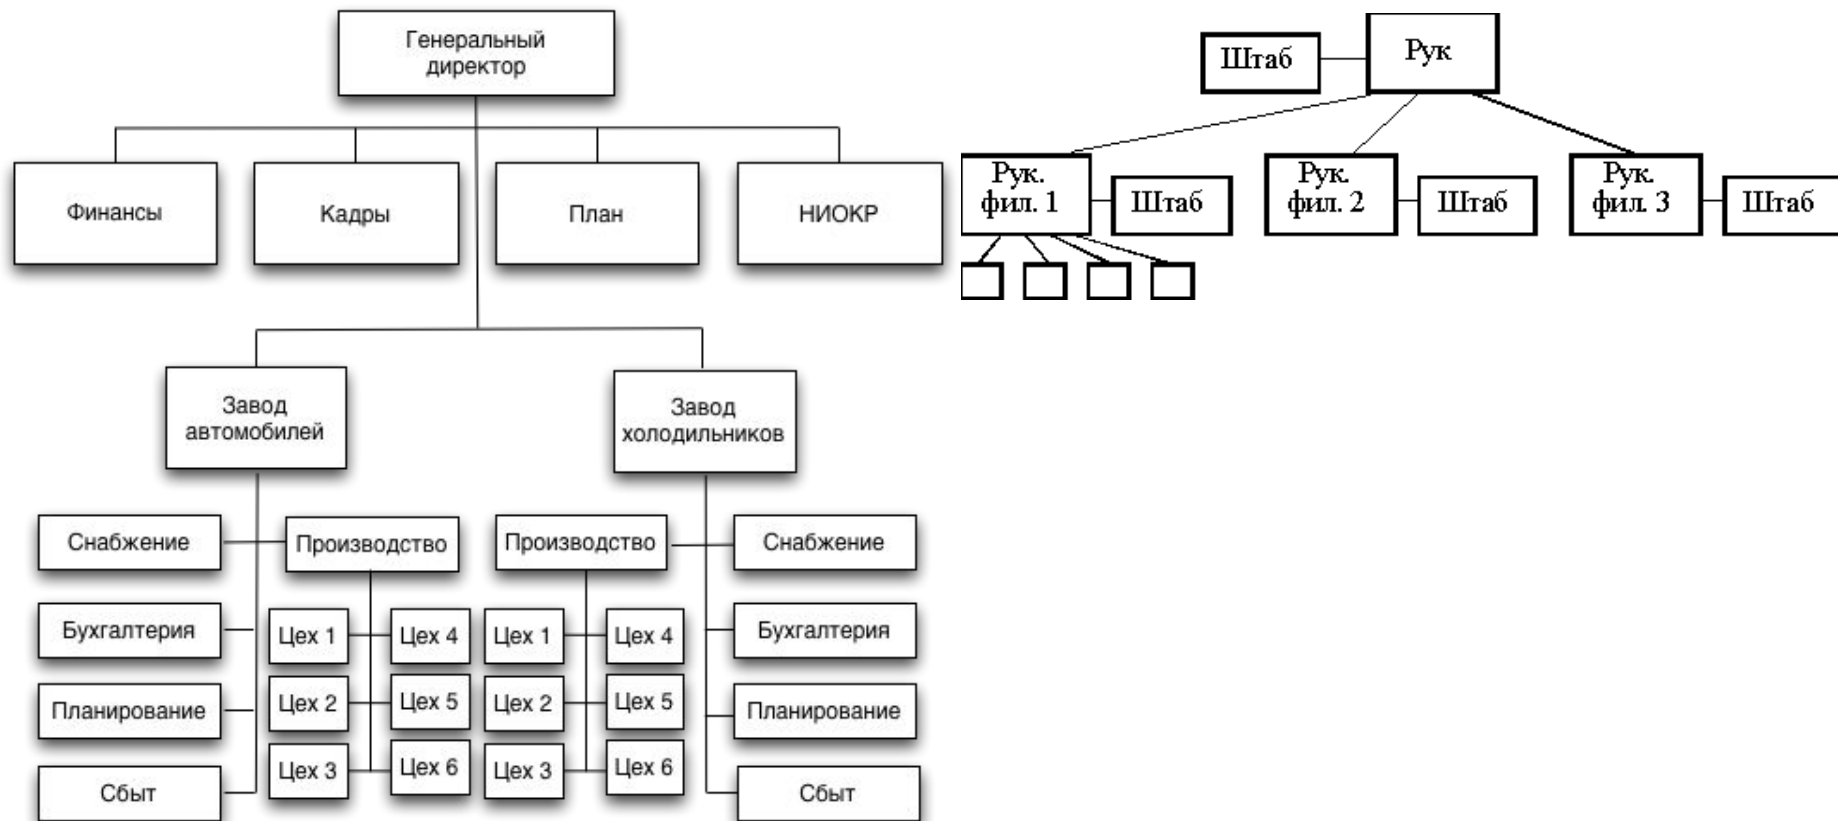 Генеральный
директор
Финансы
Кадры
План
НИОКР
Завод
автомобилей
Завод
холодильников
Снабжение
Производство
Производство
Снабжение
Бухгалтерия
Цех 1
Цех 4
Цех 1
Цех 4
Бухгалтерия
Планирование
Цех 2
Цех 5
Цех 2
Цех 5
Планирование
Сбыт
Цех 3
Цех 6
Цех 3
Цех 6
Сбыт
Штаб
Рук
Рук.
фил. 1
Штаб
Рук.
фил. 2
Штаб
Рук.
фил. 3
Штаб